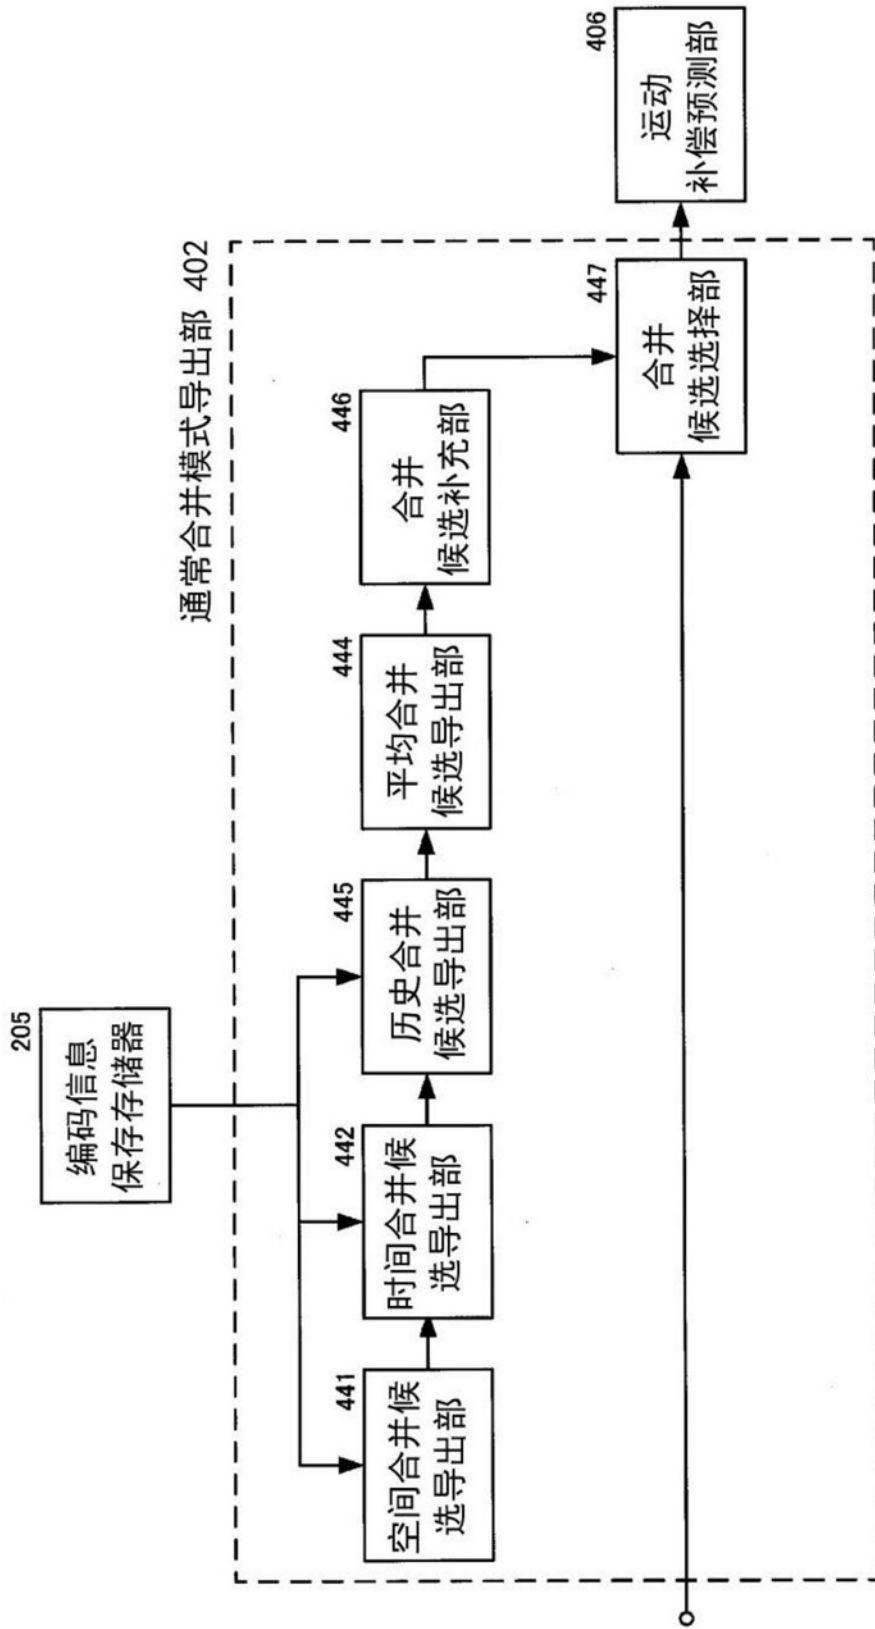 205
编码信息
保存存储器
通常合并模式导出部 402
441
空间合并候
选导出部
442
时间合并候
选导出部
445
历史合并
候选导出部
444
平均合并
候选导出部
446
合并
候选补充部
447
合并
候选选择部
406
运动
补偿预测部